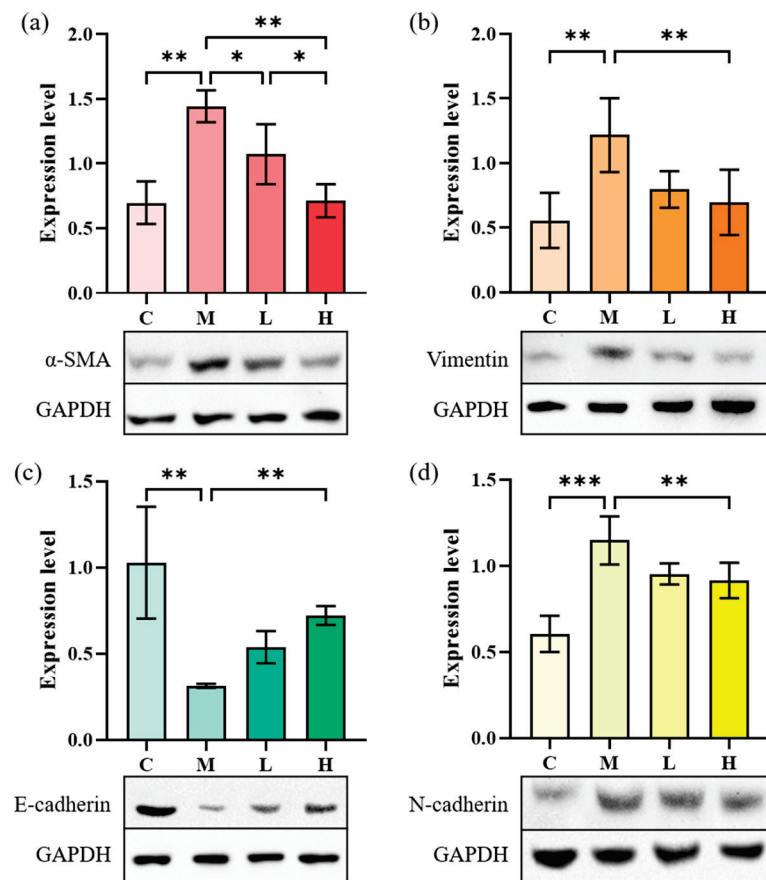 (a)
**
** * *
Expression level
2.0
1.5
1.0
0.5
0.0
C M L H
α-SMA
GAPDH
(b)
** **
Expression level
2.0
1.5
1.0
0.5
0.0
C M L H
Vimentin
GAPDH
(c)
** **
Expression level
1.5
1.0
0.5
0.0
C M L H
E-cadherin
GAPDH
(d)
*** **
Expression level
1.5
1.0
0.5
0.0
C M L H
N-cadherin
GAPDH